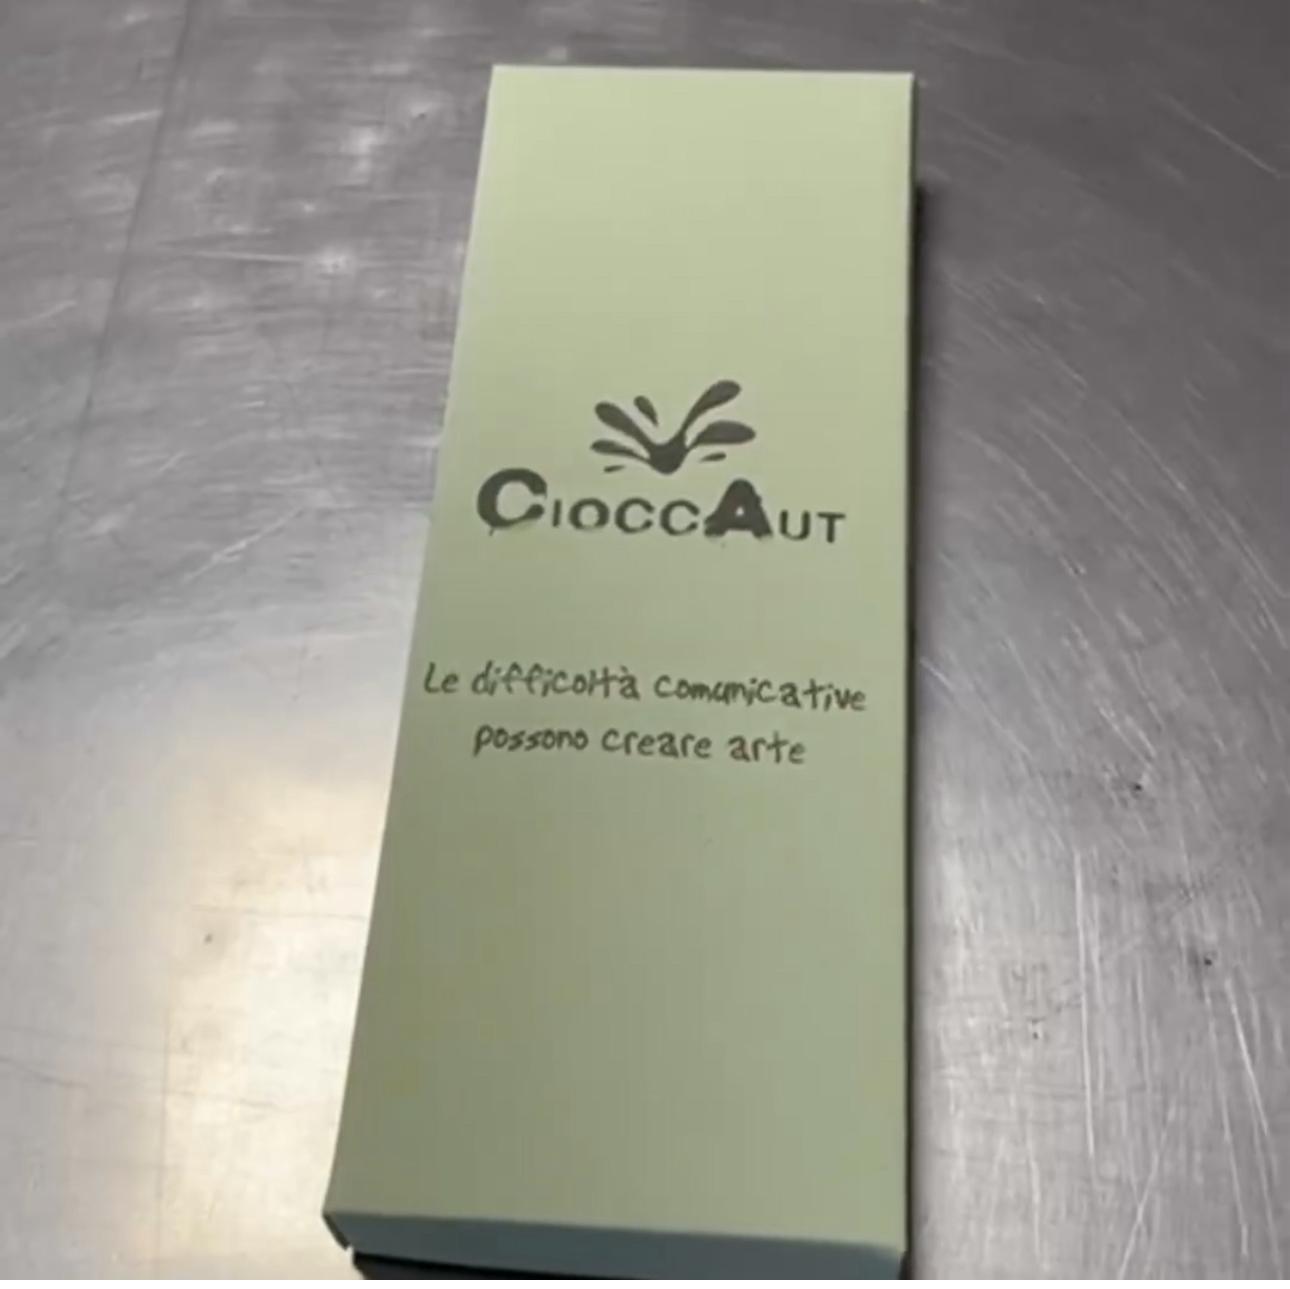 CIOCCAUT
Le difficoltà comunicative
possono creare arte